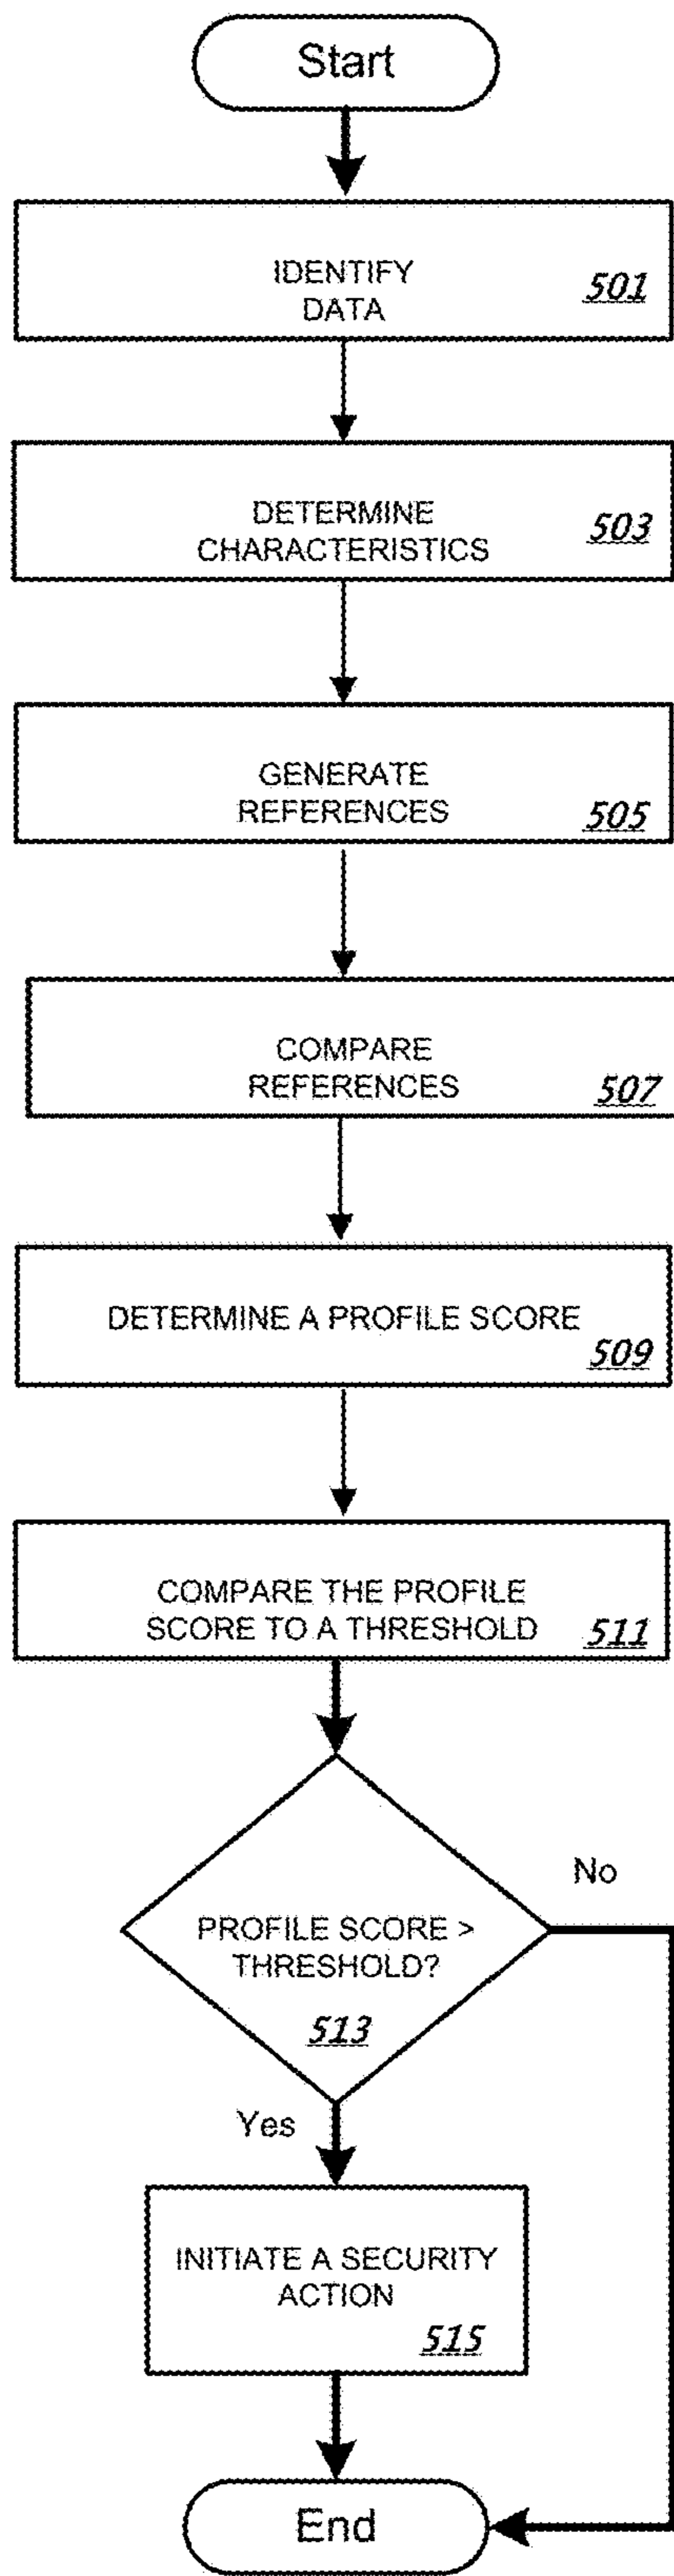 Start
IDENTIFY
DATA
501
DETERMINE
CHARACTERISTICS
503
GENERATE
REFERENCES
505
COMPARE
REFERENCES
507
DETERMINE A PROFILE SCORE
509
COMPARE THE PROFILE
SCORE TO A THRESHOLD
511
No
PROFILE SCORE >
THRESHOLD?
513
Yes
INITIATE A SECURITY
ACTION
515
End